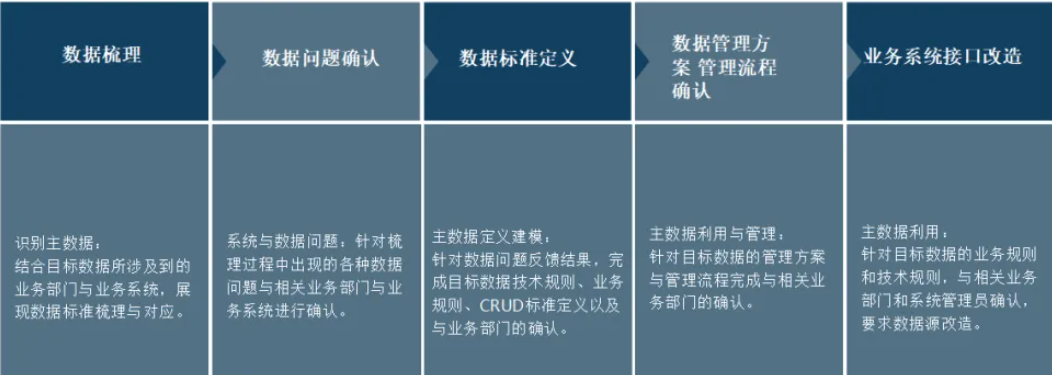 数据梳理
数据问题确认
数据标准定义
数据管理方
案 管理流程
确认
业务系统接口改造
识别主数据：
结合目标数据所涉及到的
业务部门与业务系统，展
现数据标准梳理与对应。
系统与数据问题：针对梳
理过程中出现的各种数据
问题与相关业务部门与业
务系统进行确认。
主数据定义建模：
针对数据问题反馈结果，完
成目标数据技术规则、业务
规则、CRUD标准定义以及
与业务部门的确认。
主数据利用与管理：
针对目标数据的管理方案
与管理流程完成与相关业
务部门的确认。
主数据利用：
针对目标数据的业务规则
和技术规则，与相关业务
部门和系统管理员确认，
要求数据源改造。